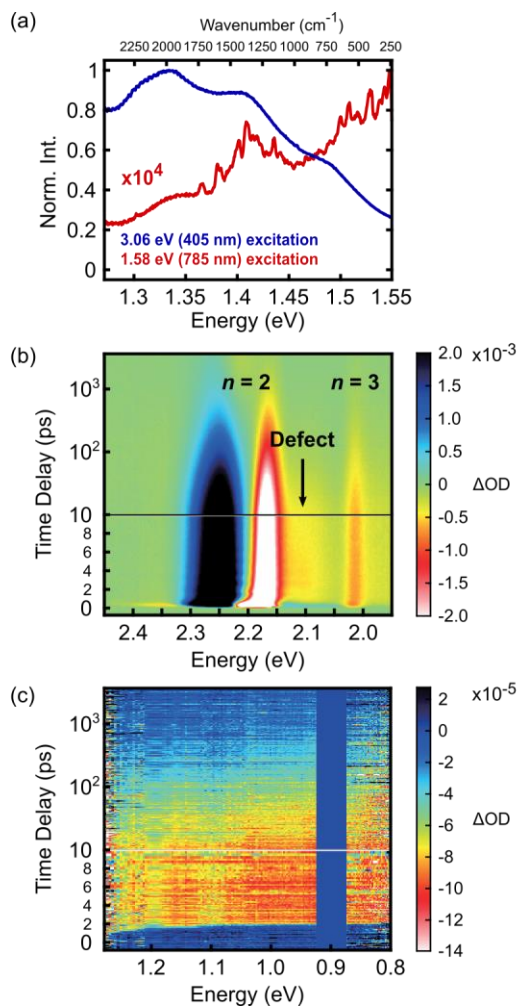 (a)
Wavenumber (cm⁻¹)
2250 2000 1750 1500 1250 1000 750 500 250
1
0.8
0.6
0.4
0.2
0
Norm. Int.
x10⁴
3.06 eV (405 nm) excitation
1.58 eV (785 nm) excitation
1.3 1.35 1.4 1.45 1.5 1.55
Energy (eV)
(b)
n = 2 n = 3
Defect
10³
10²
10
8
6
4
2
0
Time Delay (ps)
2.4 2.3 2.2 2.1 2.0
Energy (eV)
2.0 x10⁻³
1.5
1.0
0.5
0
-0.5
-1.0
-1.5
-2.0
ΔOD
(c)
10³
10²
10
8
6
4
2
0
Time Delay (ps)
1.2 1.1 1.0 0.9 0.8
Energy (eV)
x10⁻⁵
2
0
-2
-4
-6
-8
-10
-12
-14
ΔOD